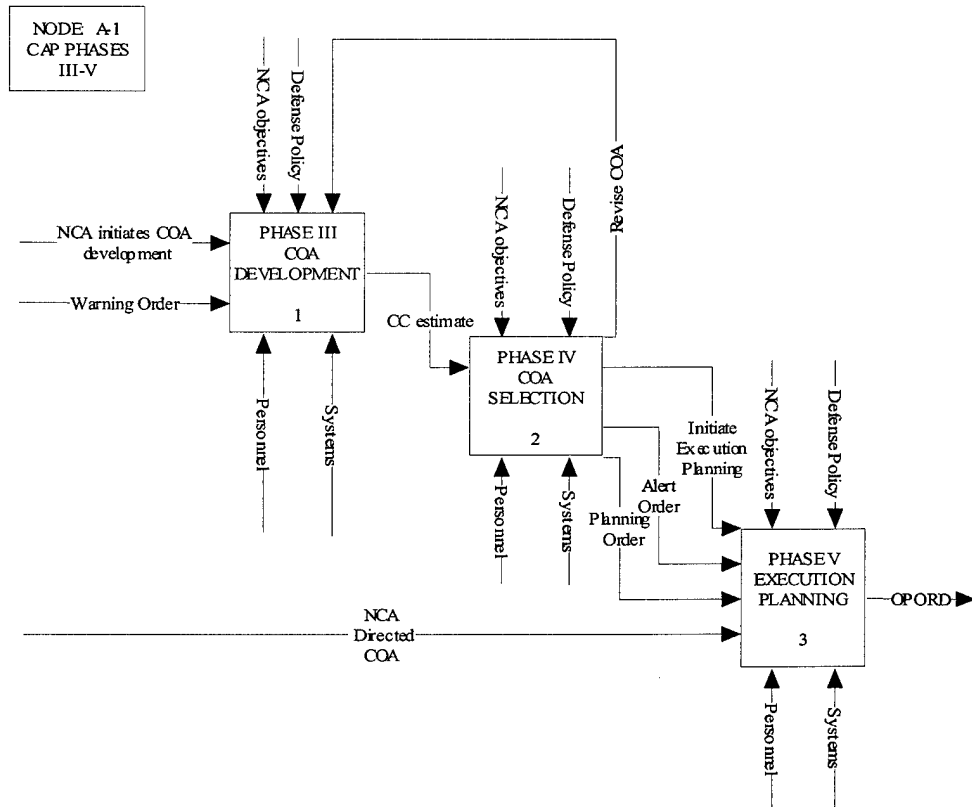 NODE: A-1
CAP PHASES
III-V
NCA objectives
Defense Policy
Revise COA
NCA initiates COA
development
Warning Order
PHASE III
COA
DEVELOPMENT
1
CC estimate
Personnel
Systems
NCA objectives
Defense Policy
PHASE IV
COA
SELECTION
2
Personnel
Systems
Initiate
Execution
Planning
Alert
Order
Planning
Order
NCA objectives
Defense Policy
NCA
Directed
COA
PHASE V
EXECUTION
PLANNING
3
OPORD
Personnel
Systems